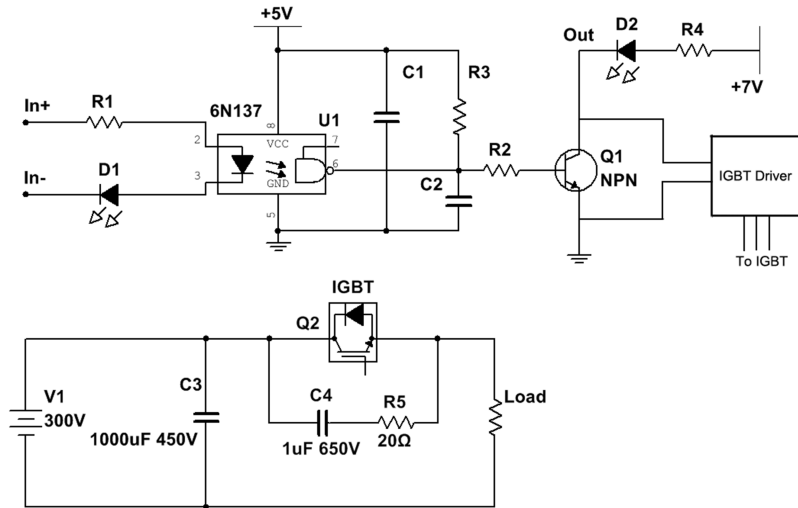 +5V
Out
D2
R4
+7V
C1
R3
In+
R1
6N137
U1
8
VCC
2
7
6
3
GND
5
In-
D1
R2
C2
Q1
NPN
IGBT Driver
To IGBT
IGBT
Q2
V1
300V
C3
1000uF 450V
C4
1uF 650V
R5
20Ω
Load